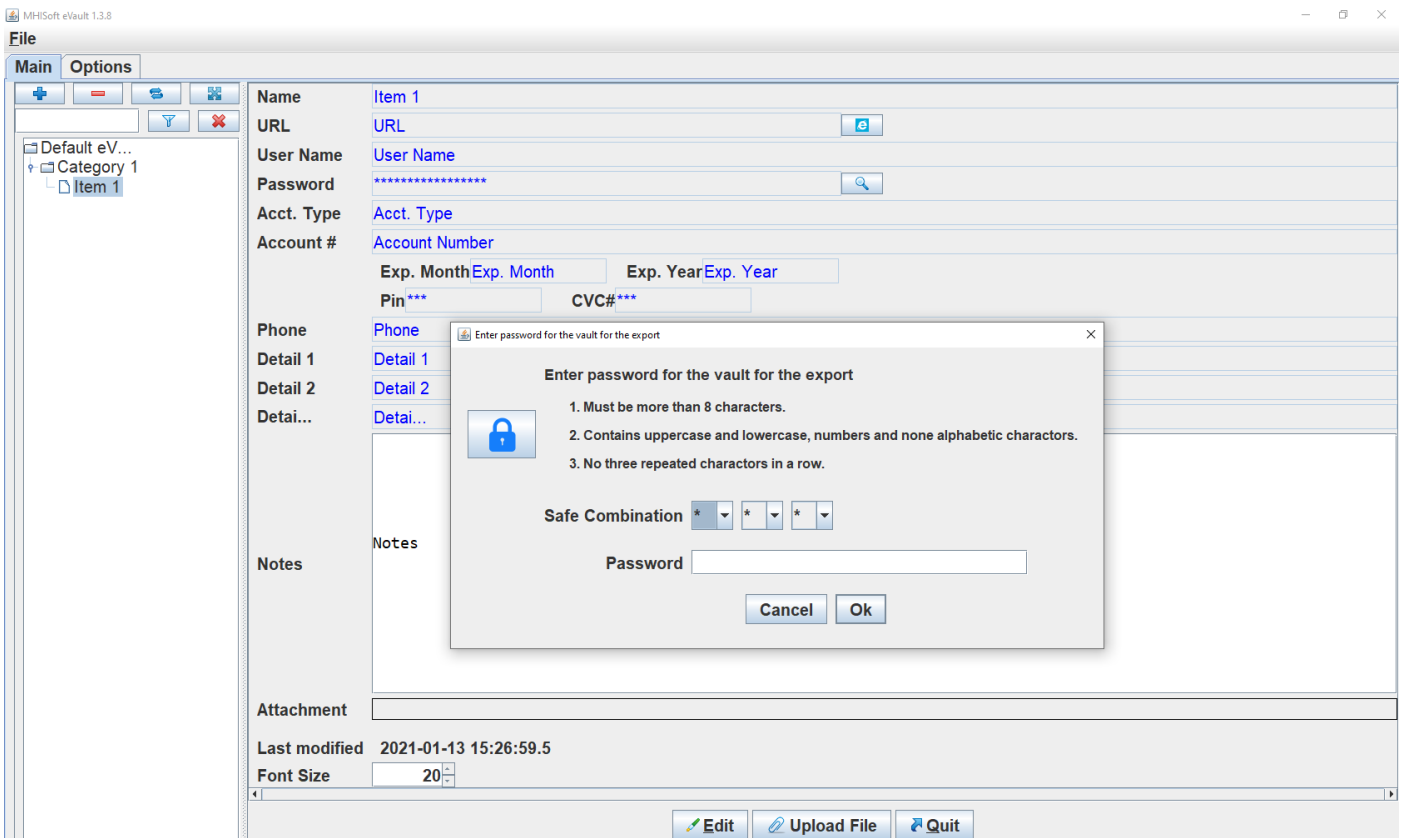 MHISoft eVault 1.3.8
File
Main Options
Name Item 1
URL URL
User Name User Name
Password *****************
Acct. Type Acct. Type
Account # Account Number
Exp. Month Exp. Month Exp. Year Exp. Year
Pin *** CVC# ***
Phone Phone
Detail 1 Detail 1
Detail 2 Detail 2
Detai... Detai...
Notes Notes
Attachment
Last modified 2021-01-13 15:26:59.5
Font Size 20
Default eV...
Category 1
Item 1
Enter password for the vault for the export
Enter password for the vault for the export
1. Must be more than 8 characters.
2. Contains uppercase and lowercase, numbers and none alphabetic charactors.
3. No three repeated charactors in a row.
Safe Combination * * *
Password
Cancel Ok
Edit Upload File Quit